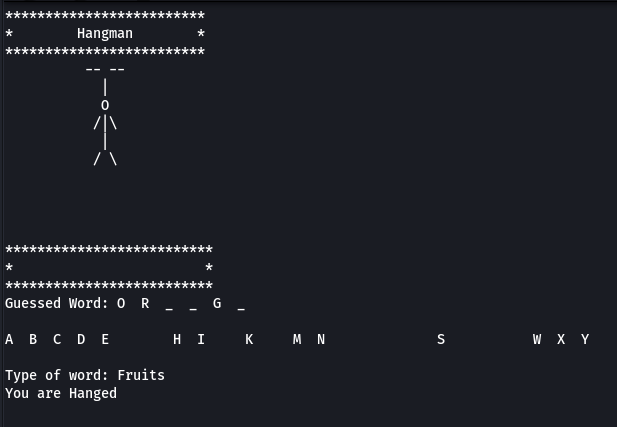 *************************
*        Hangman        *
*************************
          -- --
            |
            O
           /|\
            |
           / \
**************************
*                        *
**************************
Guessed Word: O  R  _  _  G  _
A  B  C  D  E        H  I     K     M  N              S           W  X  Y
Type of word: Fruits
You are Hanged